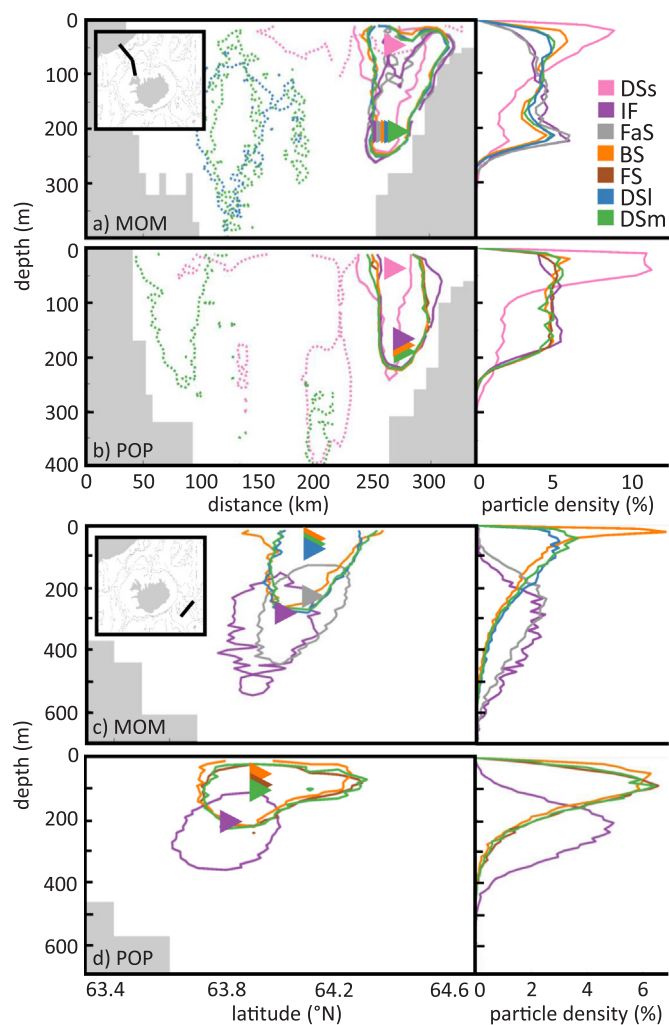 0
100
200
300
a) MOM
DSs
IF
FaS
BS
FS
DSl
DSm
depth (m)
0
100
200
300
400
b) POP
0 50 100 150 200 250 300
distance (km)
0 5 10
particle density (%)
0
200
400
600
c) MOM
depth (m)
0
200
400
600
d) POP
63.4 63.8 64.2 64.6
latitude (°N)
0 2 4 6
particle density (%)